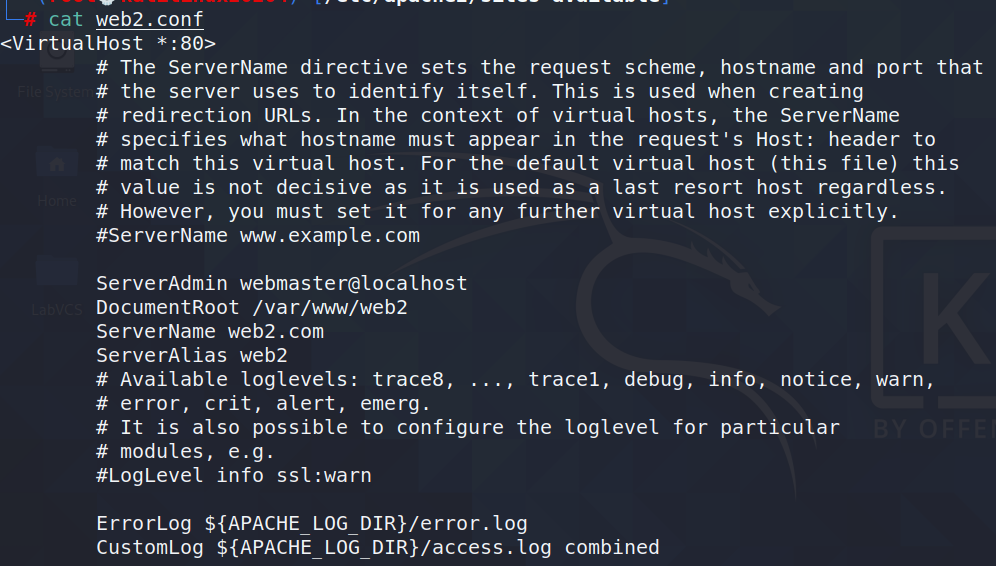 # cat web2.conf
<VirtualHost *:80>
# The ServerName directive sets the request scheme, hostname and port that
# the server uses to identify itself. This is used when creating
# redirection URLs. In the context of virtual hosts, the ServerName
# specifies what hostname must appear in the request's Host: header to
# match this virtual host. For the default virtual host (this file) this
# value is not decisive as it is used as a last resort host regardless.
# However, you must set it for any further virtual host explicitly.
#ServerName www.example.com
ServerAdmin webmaster@localhost
DocumentRoot /var/www/web2
ServerName web2.com
ServerAlias web2
# Available loglevels: trace8, ..., trace1, debug, info, notice, warn,
# error, crit, alert, emerg.
# It is also possible to configure the loglevel for particular
# modules, e.g.
#LogLevel info ssl:warn
ErrorLog ${APACHE_LOG_DIR}/error.log
CustomLog ${APACHE_LOG_DIR}/access.log combined
File System
Home
LabVCS
K
BY OFFEN